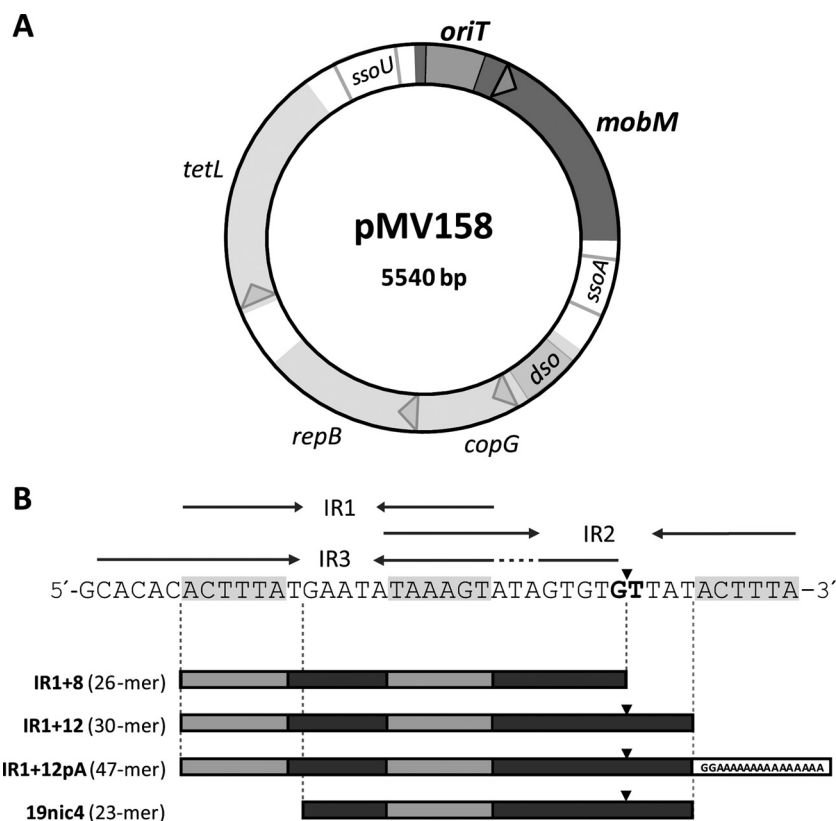 A
oriT
ssoU
mobM
tetL
pMV158
5540 bp
ssoA
dso
repB
copG
B
IR1
IR2
IR3
5´-GCACACACTTTATGAATATAAAGTATAGTGTGTTATACTTTA–3´
IR1+8 (26-mer)
IR1+12 (30-mer)
IR1+12pA (47-mer) GGAAAAAAAAAAAAAAA
19nic4 (23-mer)